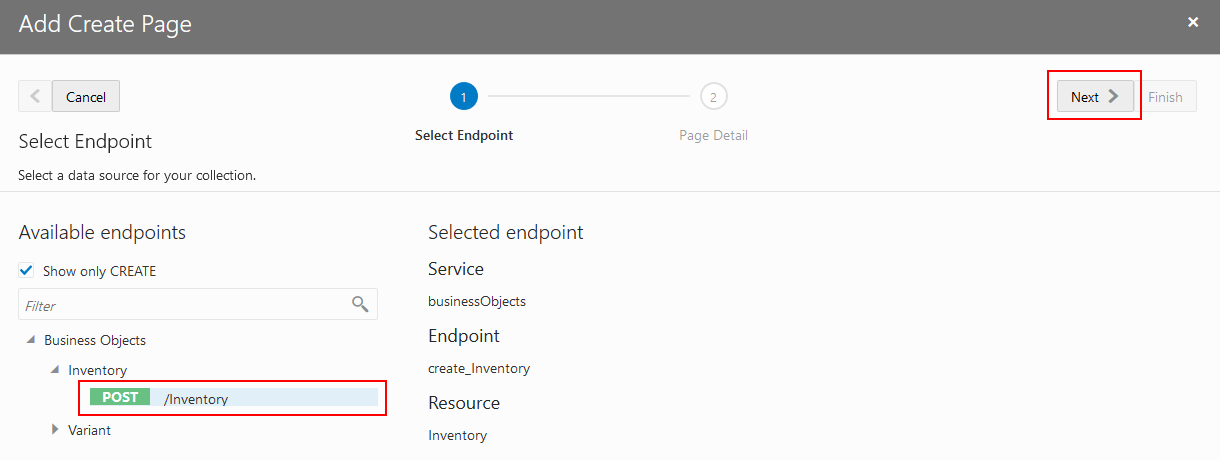 Add Create Page
×
Cancel
1
2
Next
Finish
Select Endpoint
Page Detail
Select Endpoint
Select a data source for your collection.
Available endpoints
Show only CREATE
Filter
Business Objects
Inventory
POST /Inventory
Variant
Selected endpoint
Service
businessObjects
Endpoint
create_Inventory
Resource
Inventory